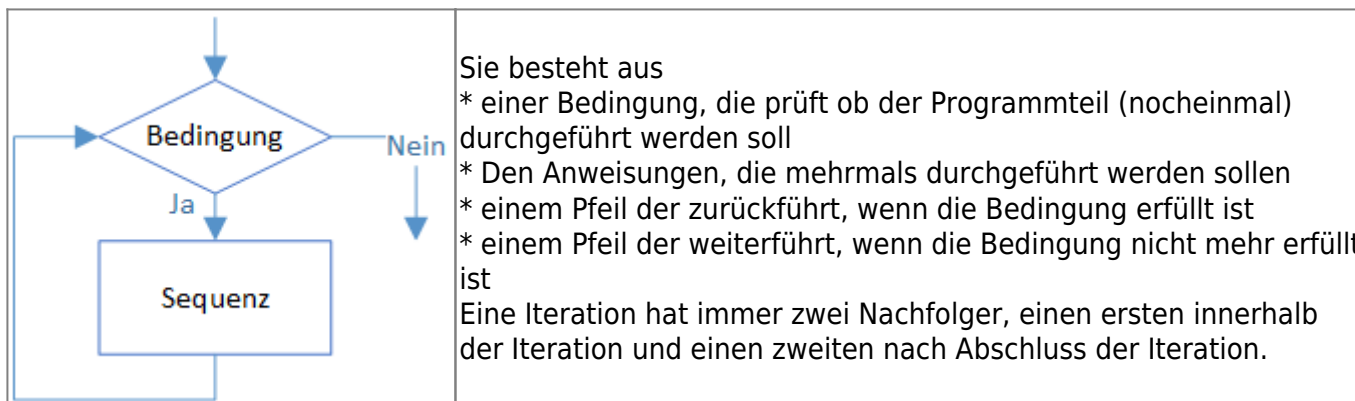 Bedingung
Nein
Ja
Sequenz
Sie besteht aus
* einer Bedingung, die prüft ob der Programmteil (nocheinmal)
durchgeführt werden soll
* Den Anweisungen, die mehrmals durchgeführt werden sollen
* einem Pfeil der zurückführt, wenn die Bedingung erfüllt ist
* einem Pfeil der weiterführt, wenn die Bedingung nicht mehr erfüllt
ist
Eine Iteration hat immer zwei Nachfolger, einen ersten innerhalb
der Iteration und einen zweiten nach Abschluss der Iteration.